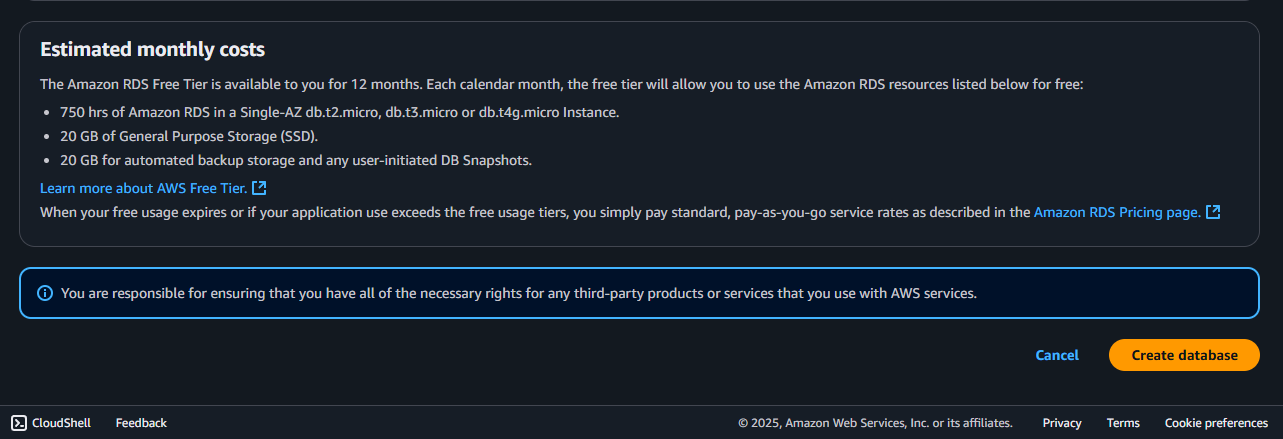 Estimated monthly costs
The Amazon RDS Free Tier is available to you for 12 months. Each calendar month, the free tier will allow you to use the Amazon RDS resources listed below for free:
• 750 hrs of Amazon RDS in a Single-AZ db.t2.micro, db.t3.micro or db.t4g.micro Instance.
• 20 GB of General Purpose Storage (SSD).
• 20 GB for automated backup storage and any user-initiated DB Snapshots.
Learn more about AWS Free Tier.
When your free usage expires or if your application use exceeds the free usage tiers, you simply pay standard, pay-as-you-go service rates as described in the Amazon RDS Pricing page.
You are responsible for ensuring that you have all of the necessary rights for any third-party products or services that you use with AWS services.
Cancel Create database
CloudShell Feedback © 2025, Amazon Web Services, Inc. or its affiliates. Privacy Terms Cookie preferences